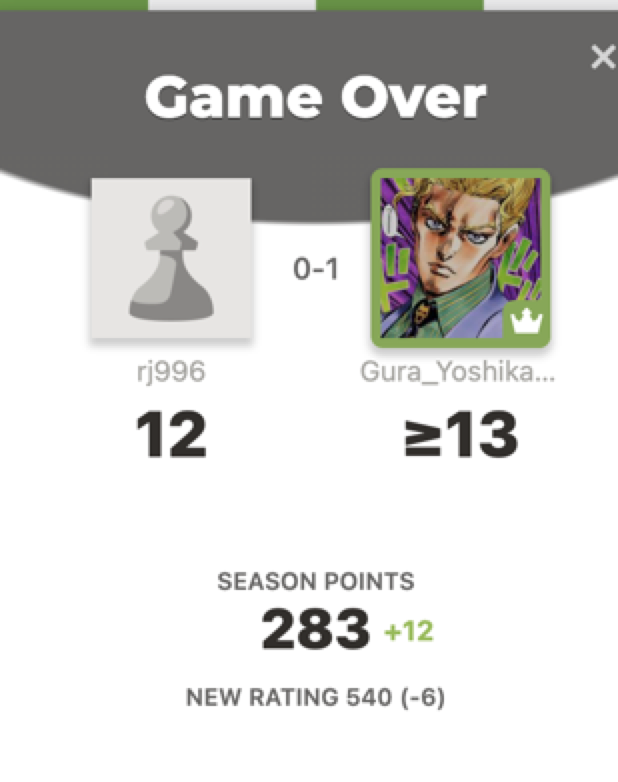 Game Over
0-1
rj996
Gura_Yoshika...
12
≥13
SEASON POINTS
283 +12
NEW RATING 540 (-6)